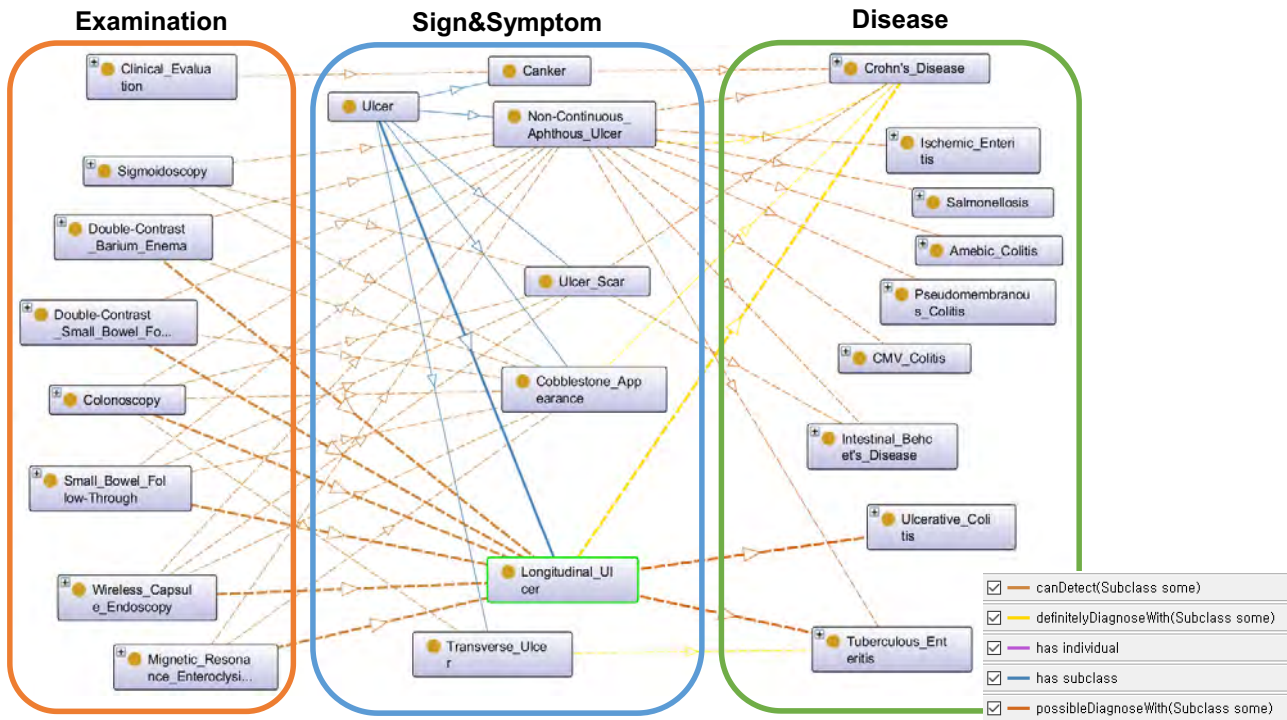 Examination
Sign&Symptom
Disease
Clinical_Evalua
tion
Sigmoidoscopy
Double-Contrast
_Barium_Enema
Double-Contrast
_Small_Bowel_Fo...
Colonoscopy
Small_Bowel_Fol
low-Through
Wireless_Capsul
e_Endoscopy
Mignetic_Resona
nce_Enteroclysi...
Ulcer
Canker
Non-Continuous_
Aphthous_Ulcer
Ulcer_Scar
Cobblestone_App
earance
Longitudinal_Ul
cer
Transverse_Ulce
r
Crohn's_Disease
Ischemic_Enteri
tis
Salmonellosis
Amebic_Colitis
Pseudomembranou
s_Colitis
CMV_Colitis
Intestinal_Behc
et's_Disease
Ulcerative_Coli
tis
Tuberculous_Ent
eritis
canDetect(Subclass some)
definitelyDiagnoseWith(Subclass some)
has individual
has subclass
possibleDiagnoseWith(Subclass some)